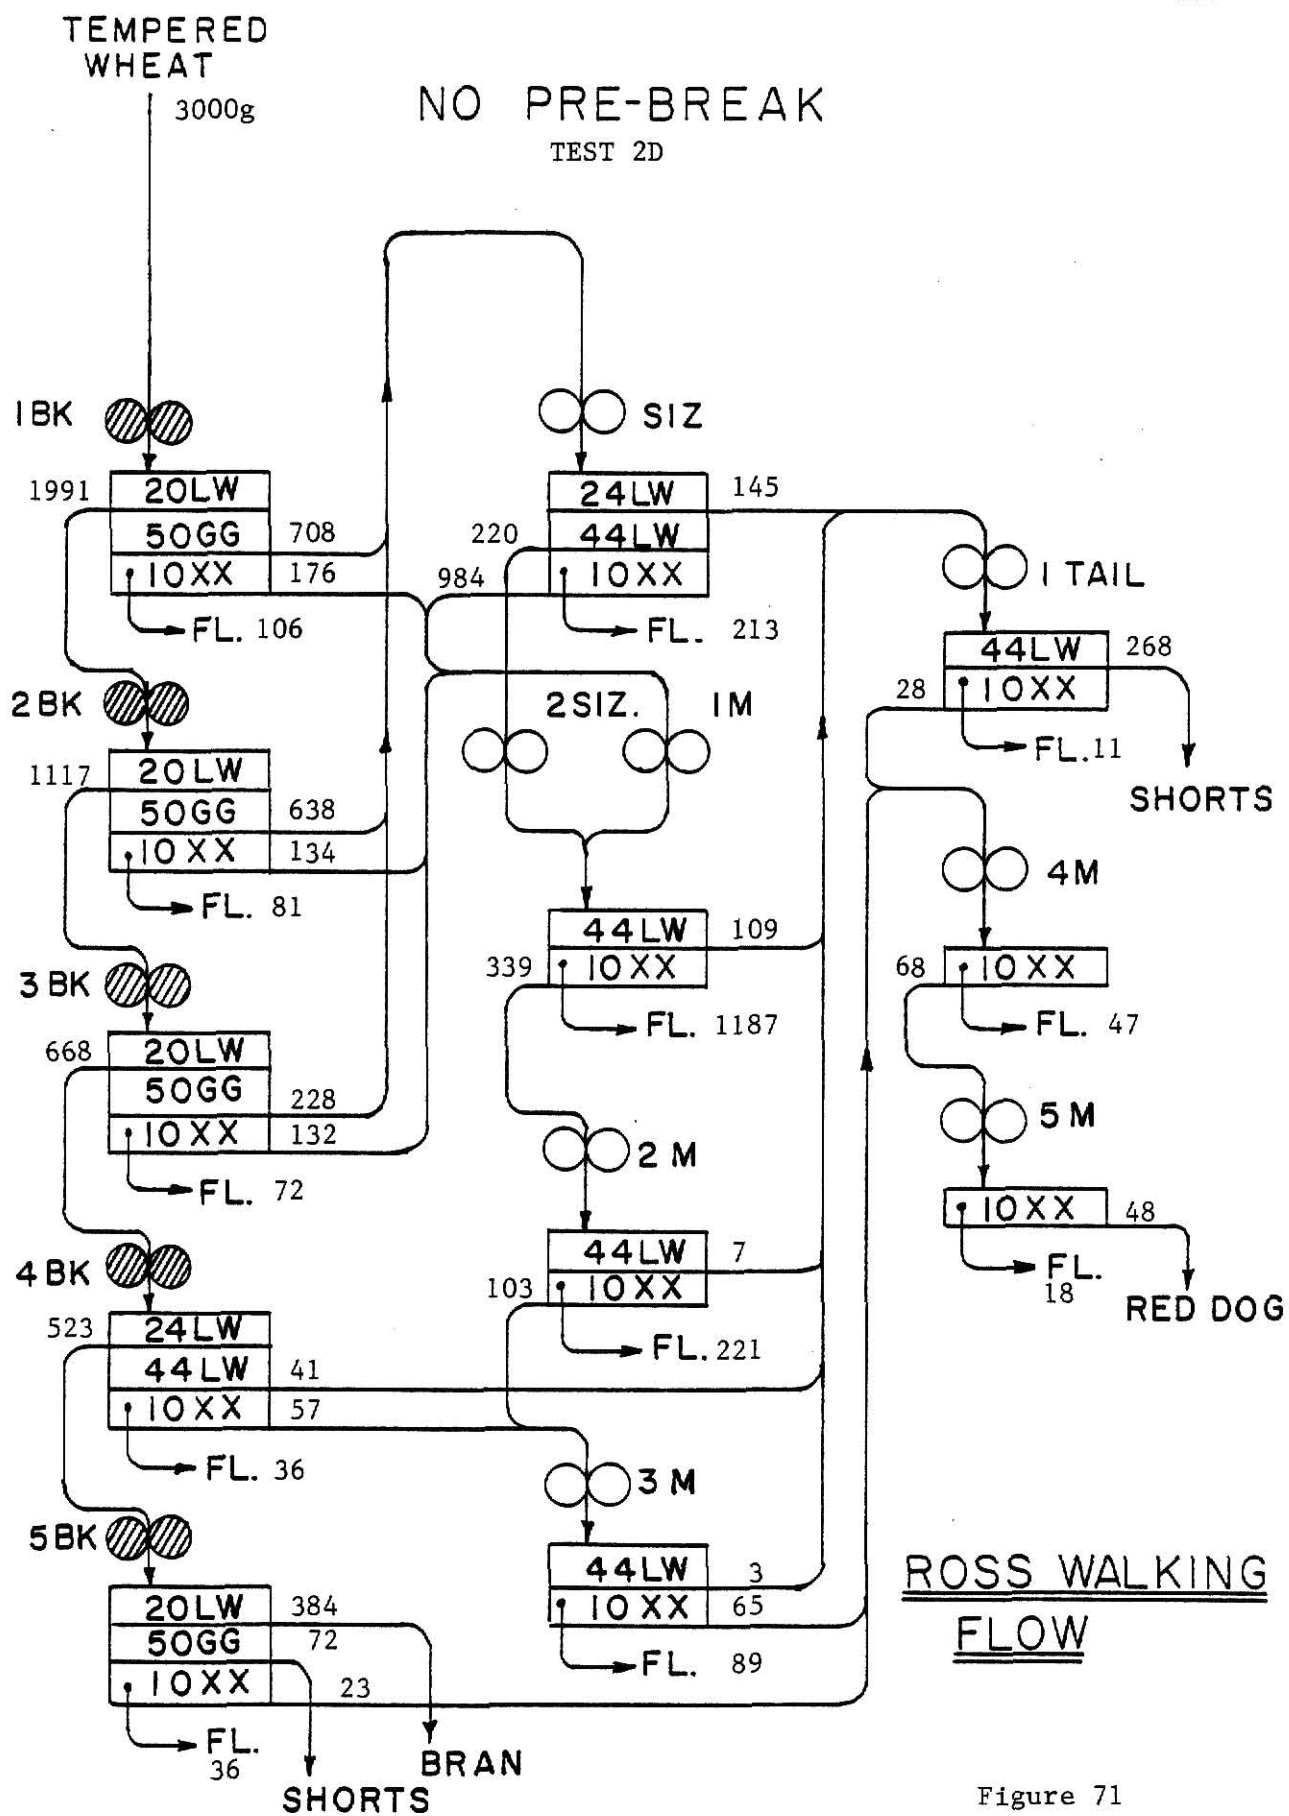 TEMPERED
WHEAT
3000g
NO PRE-BREAK
TEST 2D
1BK
1991
20LW
50GG
708
10XX
176
FL. 106
2BK
1117
20LW
50GG
638
10XX
134
FL. 81
3BK
668
20LW
50GG
228
10XX
132
FL. 72
4BK
523
24LW
44LW
41
10XX
57
FL. 36
5BK
20LW
384
50GG
72
10XX
23
FL.
36
SHORTS
BRAN
SIZ
24LW
145
220
44LW
984
10XX
FL. 213
2SIZ.
1M
44LW
109
339
10XX
FL. 1187
2M
44LW
7
103
10XX
FL. 221
3M
44LW
3
10XX
65
FL. 89
1 TAIL
44LW
268
28
10XX
FL. 11
SHORTS
4M
68
10XX
FL. 47
5M
10XX
48
FL.
18
RED DOG
ROSS WALKING
FLOW
Figure 71